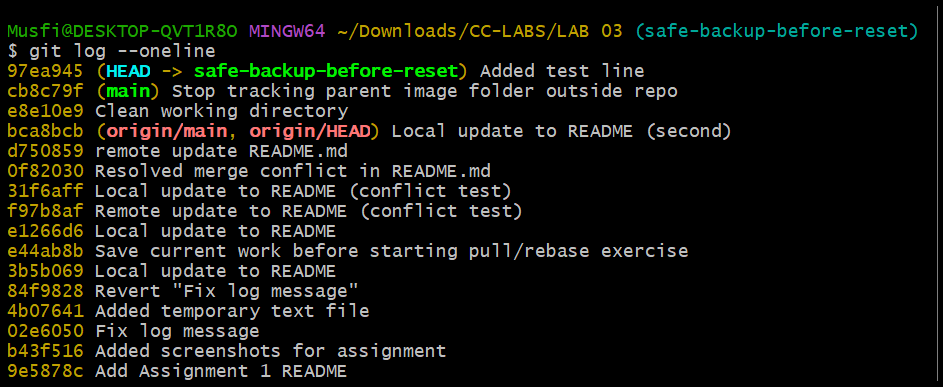 Musfi@DESKTOP-QVT1R8O MINGW64 ~/Downloads/CC-LABS/LAB 03 (safe-backup-before-reset)
$ git log --oneline
97ea945 (HEAD -> safe-backup-before-reset) Added test line
cb8c79f (main) Stop tracking parent image folder outside repo
e8e10e9 Clean working directory
bca8bcb (origin/main, origin/HEAD) Local update to README (second)
d750859 remote update README.md
0f82030 Resolved merge conflict in README.md
31f6aff Local update to README (conflict test)
f97b8af Remote update to README (conflict test)
e1266d6 Local update to README
e44ab8b Save current work before starting pull/rebase exercise
3b5b069 Local update to README
84f9828 Revert "Fix log message"
4b07641 Added temporary text file
02e6050 Fix log message
b43f516 Added screenshots for assignment
9e5878c Add Assignment 1 README